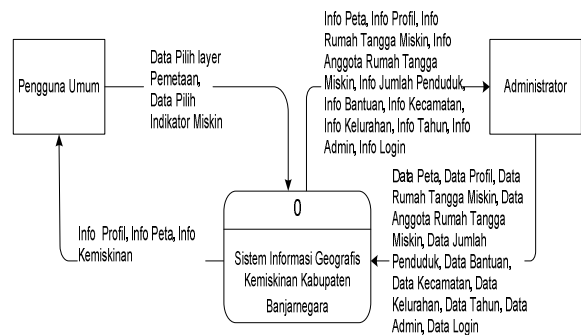 Pengguna Umum
Data Pilih layer
Pemetaan,
Data Pilih
Indikator Miskin
Info Peta, Info Profil, Info
Rumah Tangga Miskin, Info
Anggota Rumah Tangga
Miskin, Info Jumlah Penduduk,
Info Bantuan, Info Kecamatan,
Info Kelurahan, Info Tahun, Info
Admin, Info Login
Administrator
0
Sistem Informasi Geografis
Kemiskinan Kabupaten
Banjarnegara
Info Profil, Info Peta, Info
Kemiskinan
Data Peta, Data Profil, Data
Rumah Tangga Miskin, Data
Anggota Rumah Tangga
Miskin, Data Jumlah
Penduduk, Data Bantuan,
Data Kecamatan, Data
Kelurahan, Data Tahun, Data
Admin, Data Login